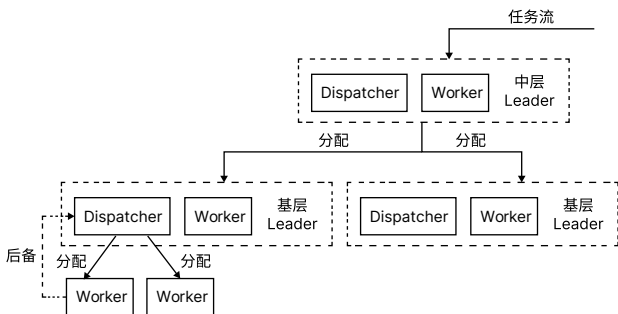 任务流
Dispatcher
Worker
中层
Leader
分配
分配
Dispatcher
Worker
基层
Leader
Dispatcher
Worker
基层
Leader
后备
分配
分配
Worker
Worker